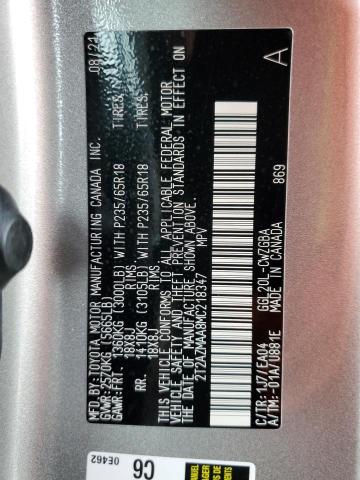 MFD. BY:TOYOTA MOTOR MANUFACTURING CANADA INC. 08/21
GVWR:2570KG(5665LB)
GAWR:FRT. 1360KG(3000LB) WITH P235/65R18 TIRES,
18X8J RIMS
RR. 1410KG(3105LB) WITH P235/65R18 TIRES,
18X8J RIMS
THIS VEHICLE CONFORMS TO ALL APPLICABLE FEDERAL MOTOR
VEHICLE SAFETY AND THEFT PREVENTION STANDARDS IN EFFECT ON
THE DATE OF MANUFACTURE SHOWN ABOVE.
2T2AZMAA8MC218347 MPV
A
C/TR:1J7/EA04 GGL20L-CWZGBA
A/TM:-01A/U881E MADE IN CANADA 869
C6
0E462